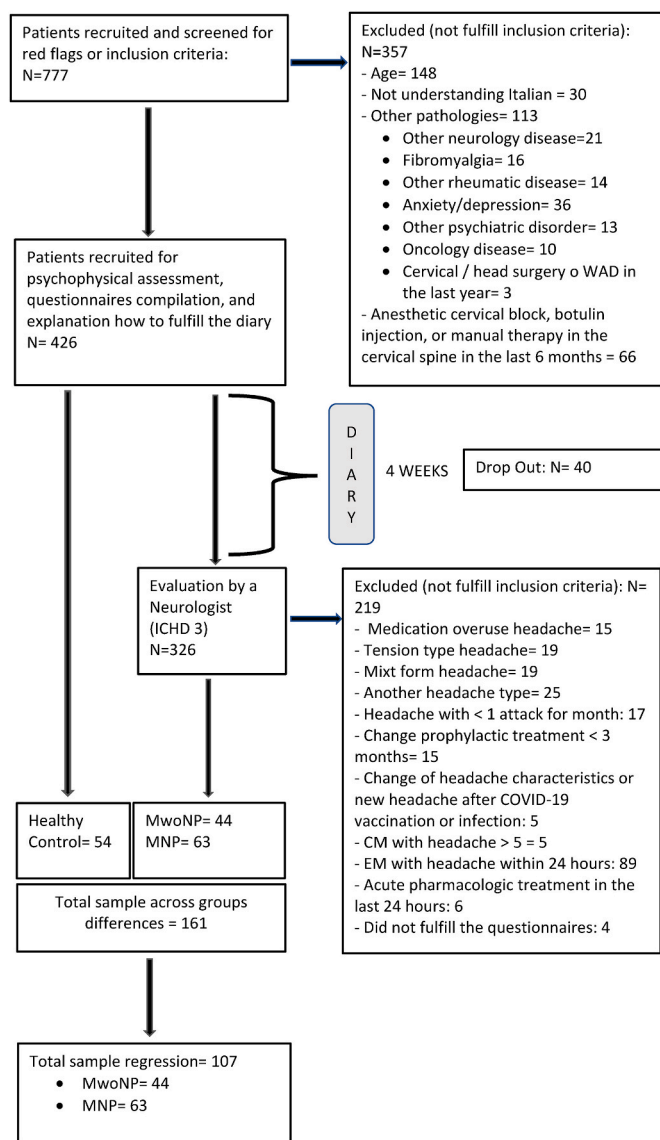 Patients recruited and screened for
red flags or inclusion criteria:
N=777
Excluded (not fulfill inclusion criteria):
N=357
- Age= 148
- Not understanding Italian = 30
- Other pathologies= 113
• Other neurology disease=21
• Fibromyalgia= 16
• Other rheumatic disease= 14
• Anxiety/depression= 36
• Other psychiatric disorder= 13
• Oncology disease= 10
• Cervical / head surgery o WAD in
the last year= 3
- Anesthetic cervical block, botulin
injection, or manual therapy in the
cervical spine in the last 6 months = 66
Patients recruited for
psychophysical assessment,
questionnaires compilation, and
explanation how to fulfill the diary
N= 426
D
I
A
R
Y
4 WEEKS
Drop Out: N= 40
Evaluation by a
Neurologist
(ICHD 3)
N=326
Excluded (not fulfill inclusion criteria): N=
219
- Medication overuse headache= 15
- Tension type headache= 19
- Mixt form headache= 19
- Another headache type= 25
- Headache with < 1 attack for month: 17
- Change prophylactic treatment < 3
months= 15
- Change of headache characteristics or
new headache after COVID-19
vaccination or infection: 5
- CM with headache > 5 = 5
- EM with headache within 24 hours: 89
- Acute pharmacologic treatment in the
last 24 hours: 6
- Did not fulfill the questionnaires: 4
Healthy
Control= 54
MwoNP= 44
MNP= 63
Total sample across groups
differences = 161
Total sample regression= 107
• MwoNP= 44
• MNP= 63